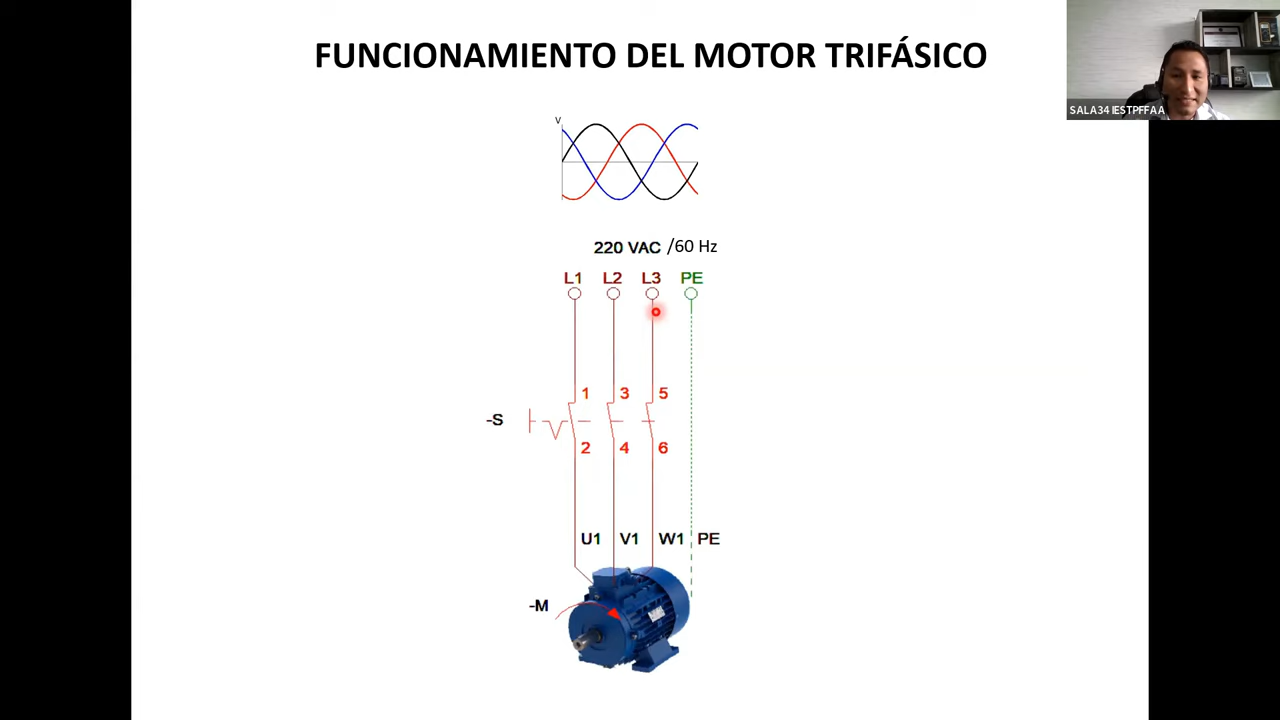 FUNCIONAMIENTO DEL MOTOR TRIFÁSICO
SALA34 IESTPFFAA
V
220 VAC /60 Hz
L1 L2 L3 PE
1 3 5
-S
2 4 6
U1 V1 W1 PE
-M